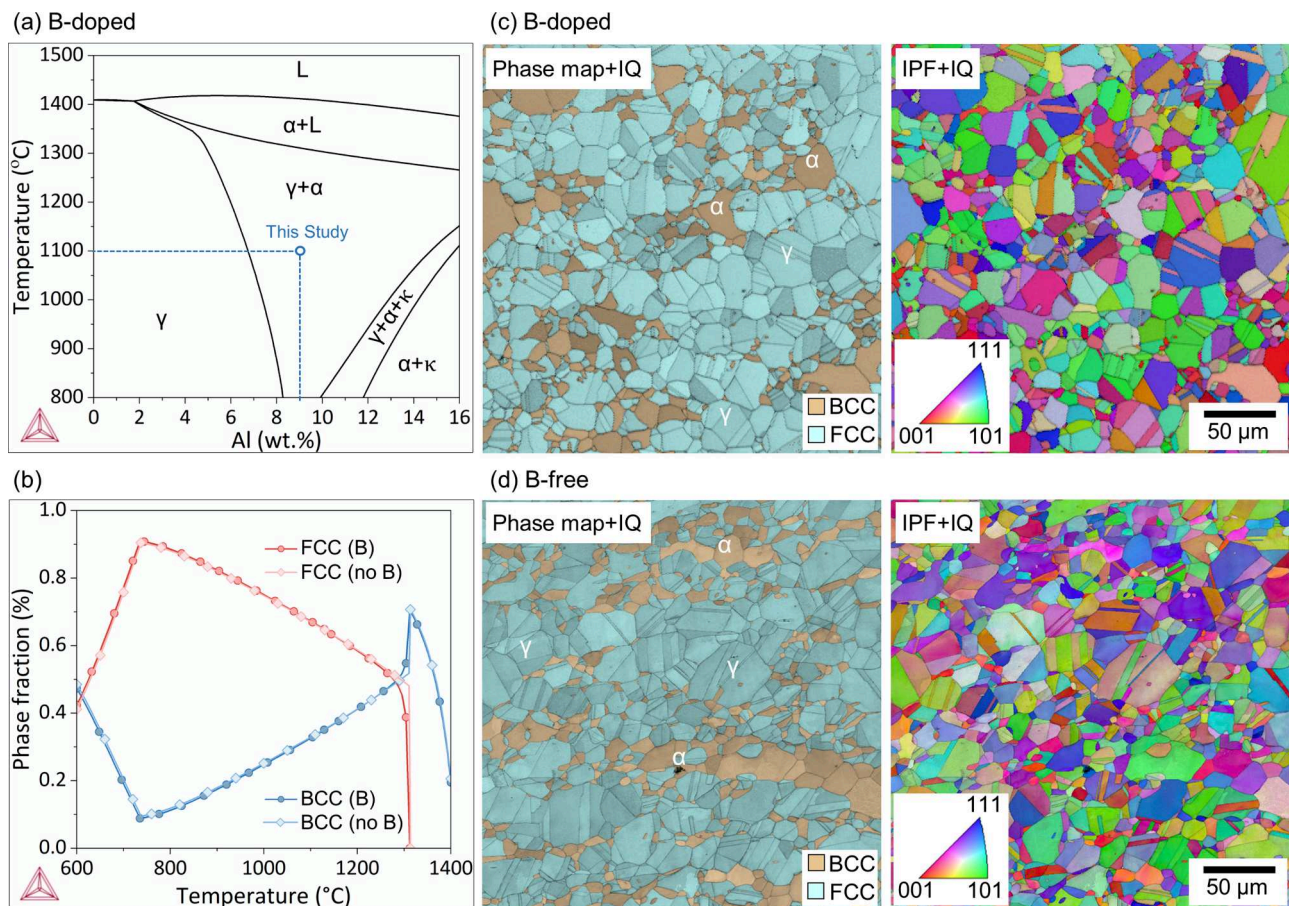 (a) B-doped
1500
1400
1300
1200
1100
1000
900
800
Temperature (°C)
L
α+L
γ+α
This Study
γ
γ+α+κ
α+κ
0 2 4 6 8 10 12 14 16
Al (wt.%)
(b)
1.0
0.8
0.6
0.4
0.2
0.0
Phase fraction (%)
FCC (B)
FCC (no B)
BCC (B)
BCC (no B)
600 800 1000 1200 1400
Temperature (°C)
(c) B-doped
Phase map+IQ
α
α
γ
γ
BCC
FCC
IPF+IQ
111
001 101
50 μm
(d) B-free
Phase map+IQ
α
γ
γ
α
BCC
FCC
IPF+IQ
111
001 101
50 μm